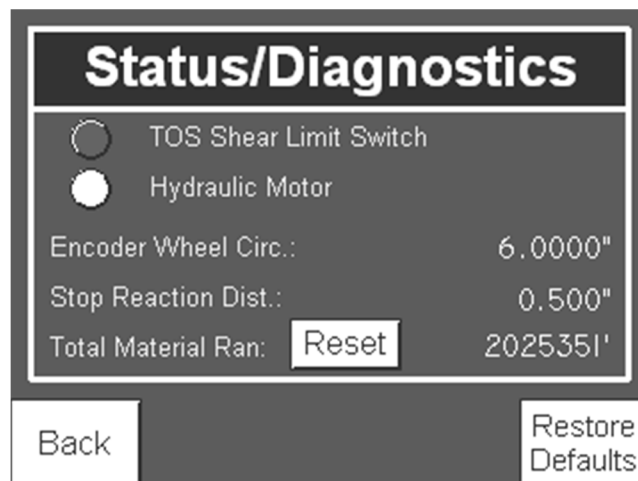 Status/Diagnostics
TOS Shear Limit Switch
Hydraulic Motor
Encoder Wheel Circ.: 6.0000"
Stop Reaction Dist.: 0.500"
Total Material Ran: Reset 2025351'
Back
Restore
Defaults